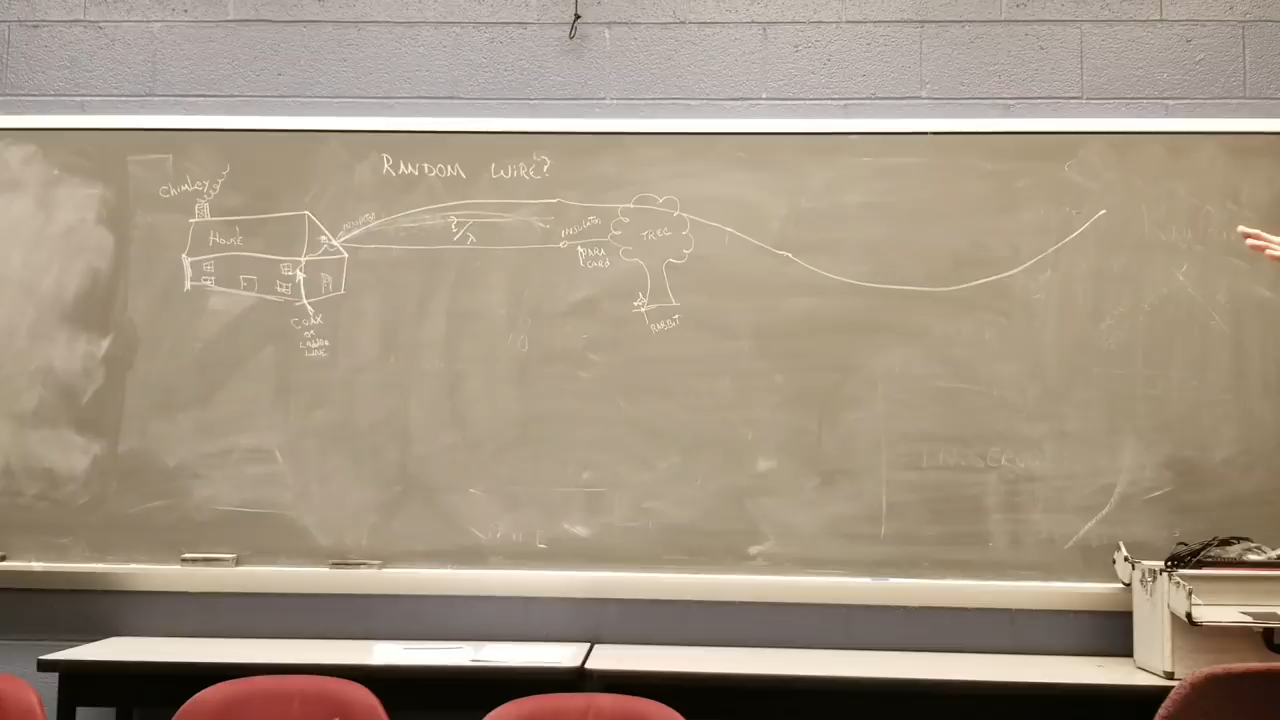 RANDOM WIRE?
Chimley
House
INSULATOR
INSULATOR
TREE
PARA
CORD
RABBIT
COAX
OR
LADDER
LINE